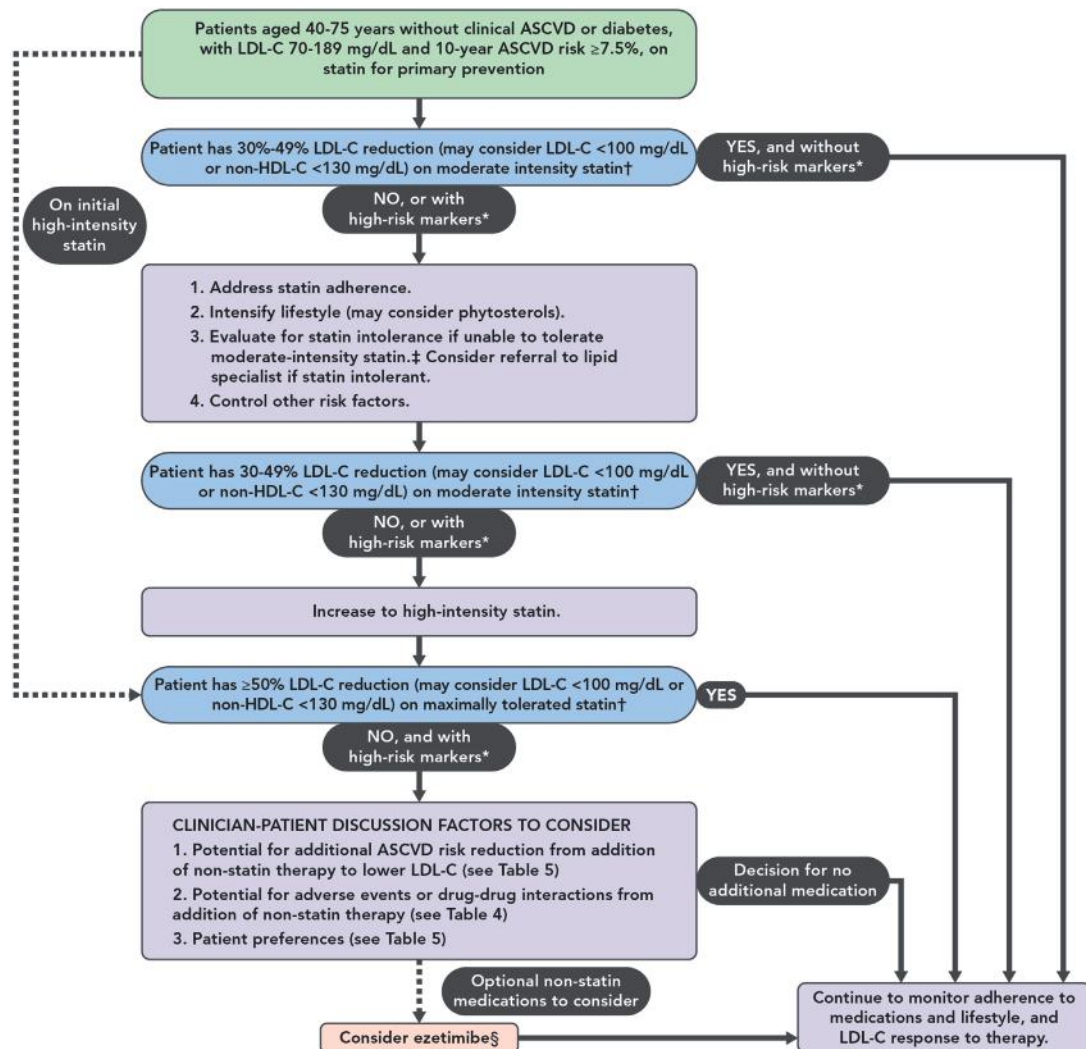 Patients aged 40-75 years without clinical ASCVD or diabetes,
with LDL-C 70-189 mg/dL and 10-year ASCVD risk ≥7.5%, on
statin for primary prevention
Patient has 30%-49% LDL-C reduction (may consider LDL-C <100 mg/dL
or non-HDL-C <130 mg/dL) on moderate intensity statin†
YES, and without
high-risk markers*
On initial
high-intensity
statin
NO, or with
high-risk markers*
1. Address statin adherence.
2. Intensify lifestyle (may consider phytosterols).
3. Evaluate for statin intolerance if unable to tolerate
moderate-intensity statin.‡ Consider referral to lipid
specialist if statin intolerant.
4. Control other risk factors.
Patient has 30-49% LDL-C reduction (may consider LDL-C <100 mg/dL
or non-HDL-C <130 mg/dL) on moderate intensity statin†
YES, and without
high-risk markers*
NO, or with
high-risk markers*
Increase to high-intensity statin.
Patient has ≥50% LDL-C reduction (may consider LDL-C <100 mg/dL or
non-HDL-C <130 mg/dL) on maximally tolerated statin†
YES
NO, and with
high-risk markers*
CLINICIAN-PATIENT DISCUSSION FACTORS TO CONSIDER
1. Potential for additional ASCVD risk reduction from addition
of non-statin therapy to lower LDL-C (see Table 5)
2. Potential for adverse events or drug-drug interactions from
addition of non-statin therapy (see Table 4)
3. Patient preferences (see Table 5)
Decision for no
additional medication
Optional non-statin
medications to consider
Consider ezetimibe§
Continue to monitor adherence to
medications and lifestyle, and
LDL-C response to therapy.